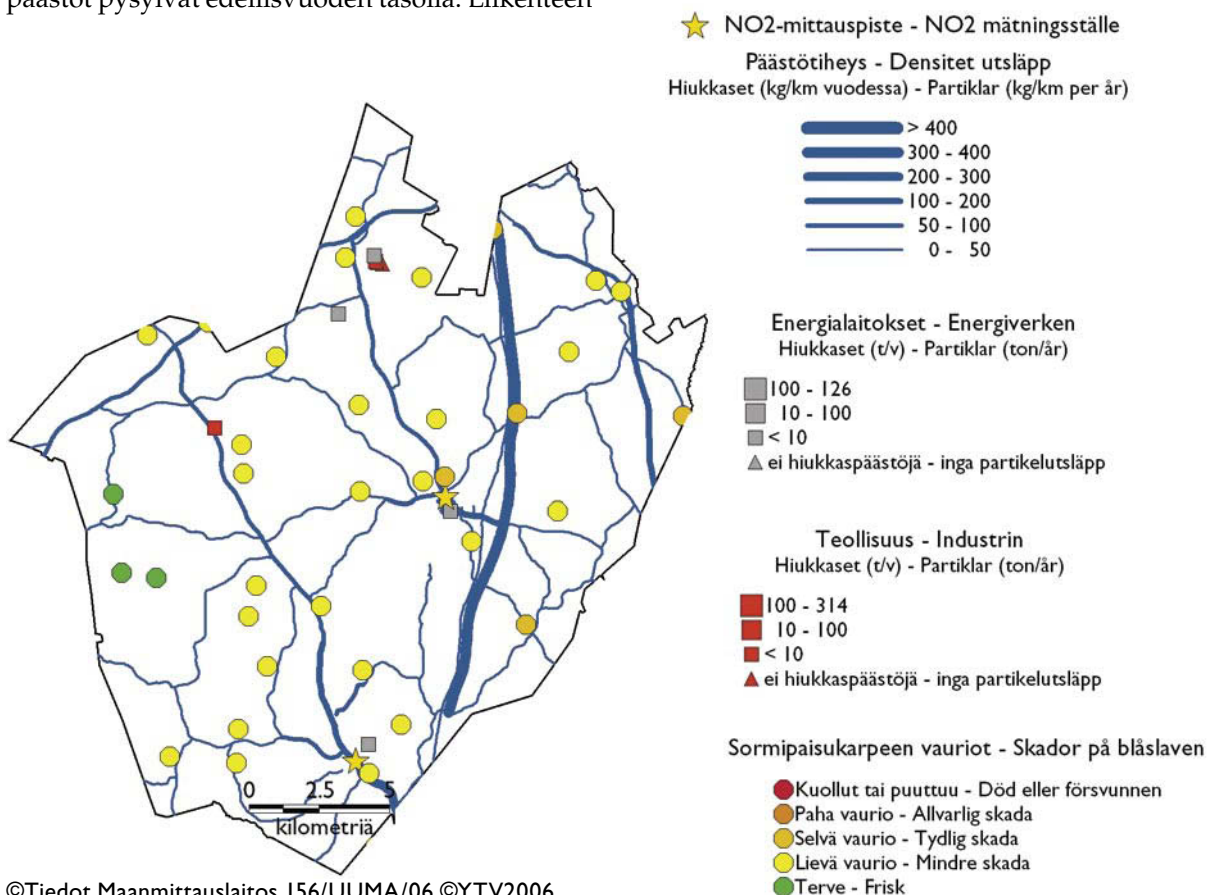 päästöt pysyivät edellisvuoden tasolla. Liikenteen
NO2-mittauspiste - NO2 mätningsställe
Päästötiheys - Densitet utsläpp
Hiukkaset (kg/km vuodessa) - Partiklar (kg/km per år)
> 400
300 - 400
200 - 300
100 - 200
50 - 100
0 - 50
Energialaitokset - Energiverken
Hiukkaset (t/v) - Partiklar (ton/år)
100 - 126
10 - 100
< 10
ei hiukkaspäästöjä - inga partikelutsläpp
Teollisuus - Industrin
Hiukkaset (t/v) - Partiklar (ton/år)
100 - 314
10 - 100
< 10
ei hiukkaspäästöjä - inga partikelutsläpp
Sormipaisukarpeen vauriot - Skador på blåslaven
Kuollut tai puuttuu - Död eller försvunnen
Paha vaurio - Allvarlig skada
Selvä vaurio - Tydlig skada
Lievä vaurio - Mindre skada
Terve - Frisk
0 2.5 5
kilometriä
©Tiedot Maanmittauslaitos 156/UUMA/06 ©YTV2006